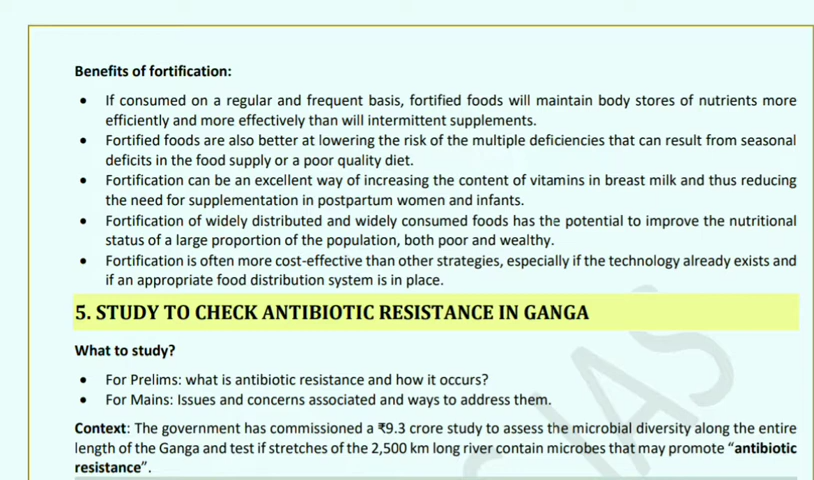 Benefits of fortification:
• If consumed on a regular and frequent basis, fortified foods will maintain body stores of nutrients more
efficiently and more effectively than will intermittent supplements.
• Fortified foods are also better at lowering the risk of the multiple deficiencies that can result from seasonal
deficits in the food supply or a poor quality diet.
• Fortification can be an excellent way of increasing the content of vitamins in breast milk and thus reducing
the need for supplementation in postpartum women and infants.
• Fortification of widely distributed and widely consumed foods has the potential to improve the nutritional
status of a large proportion of the population, both poor and wealthy.
• Fortification is often more cost-effective than other strategies, especially if the technology already exists and
if an appropriate food distribution system is in place.
5. STUDY TO CHECK ANTIBIOTIC RESISTANCE IN GANGA
What to study?
• For Prelims: what is antibiotic resistance and how it occurs?
• For Mains: Issues and concerns associated and ways to address them.
Context: The government has commissioned a ₹9.3 crore study to assess the microbial diversity along the entire
length of the Ganga and test if stretches of the 2,500 km long river contain microbes that may promote “antibiotic
resistance”.
IAS